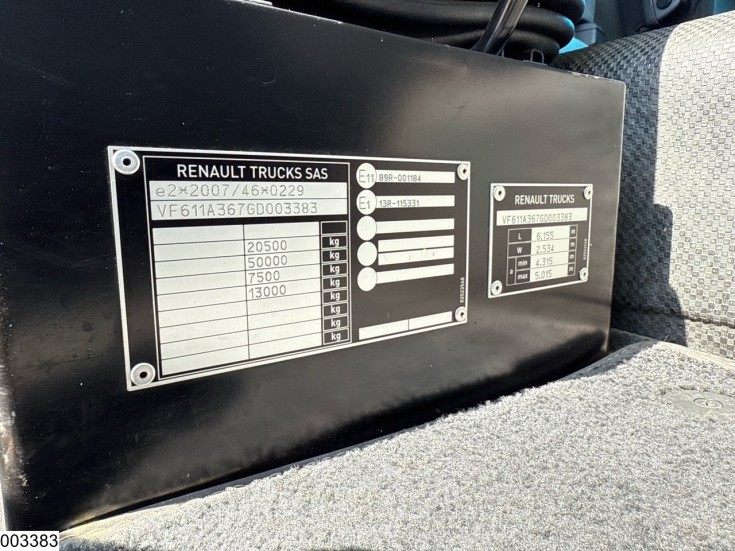 RENAULT TRUCKS SAS
e2*2007/46*0229
VF611A367GD003383
20500 kg
50000 kg
7500 kg
13000 kg
kg
kg
kg
kg
E11 89R-001184
E1 13R-115331
RENAULT TRUCKS
VF611A367GD003383
L 6.155 m
W 2.534 m
a min 4.315 m
max 5.015 m
003383